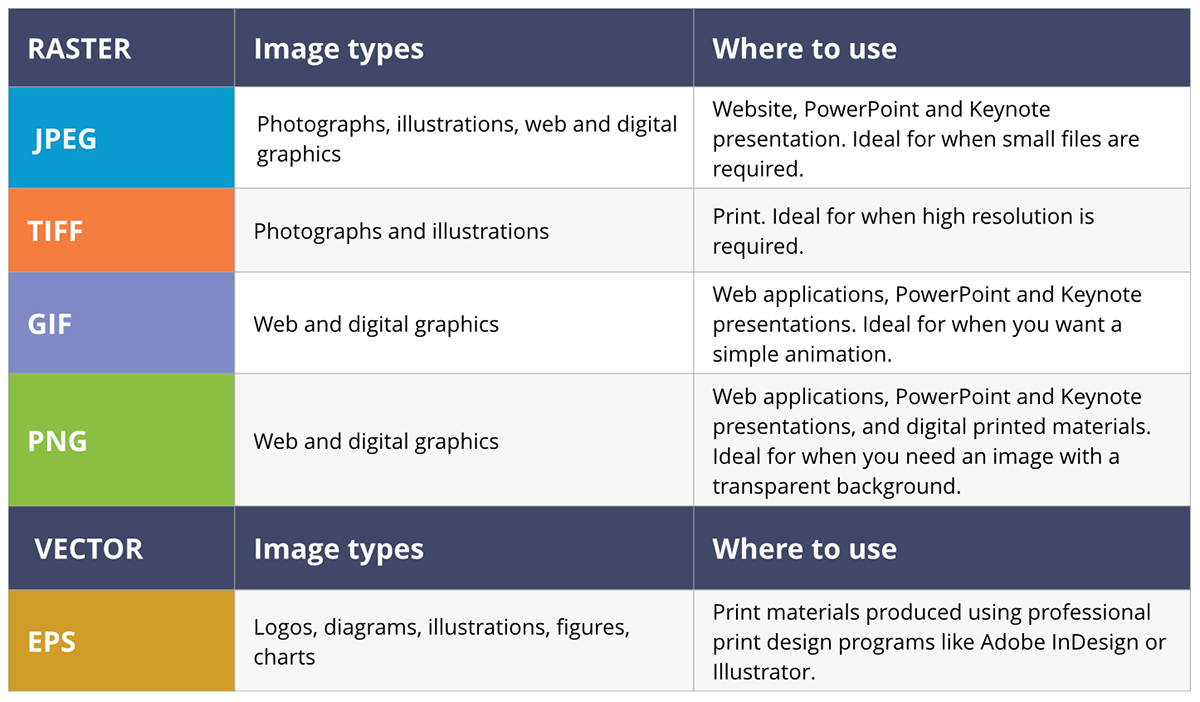 RASTER
Image types
Where to use
JPEG
Photographs, illustrations, web and digital
graphics
Website, PowerPoint and Keynote
presentation. Ideal for when small files are
required.
TIFF
Photographs and illustrations
Print. Ideal for when high resolution is
required.
GIF
Web and digital graphics
Web applications, PowerPoint and Keynote
presentations. Ideal for when you want a
simple animation.
PNG
Web and digital graphics
Web applications, PowerPoint and Keynote
presentations, and digital printed materials.
Ideal for when you need an image with a
transparent background.
VECTOR
Image types
Where to use
EPS
Logos, diagrams, illustrations, figures,
charts
Print materials produced using professional
print design programs like Adobe InDesign or
Illustrator.